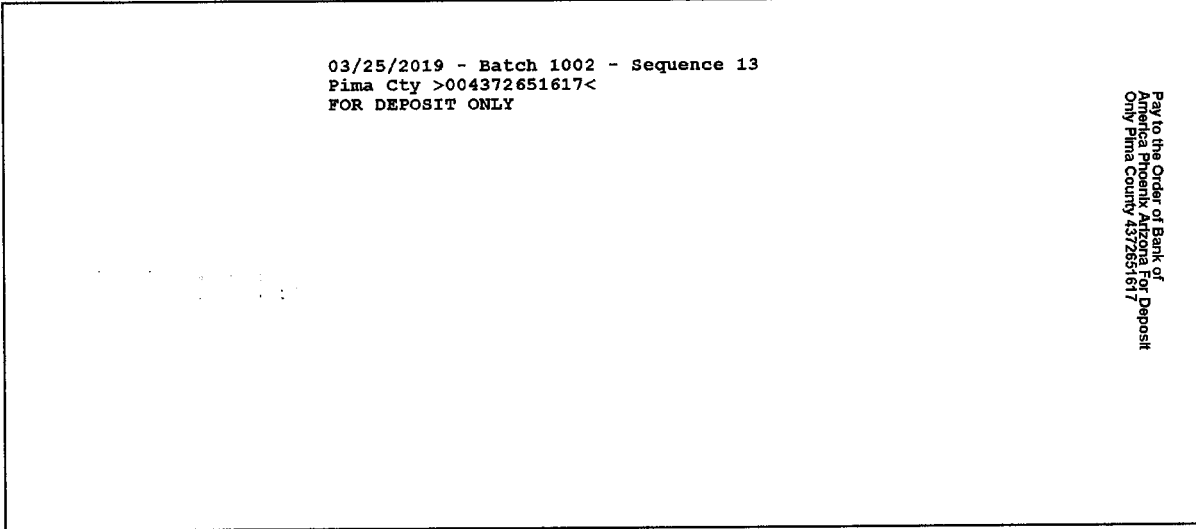 03/25/2019 - Batch 1002 - Sequence 13
Pima Cty >004372651617<
FOR DEPOSIT ONLY
Pay to the Order of Bank of
America Phoenix Arizona For Deposit
Only Pima County 4372651617